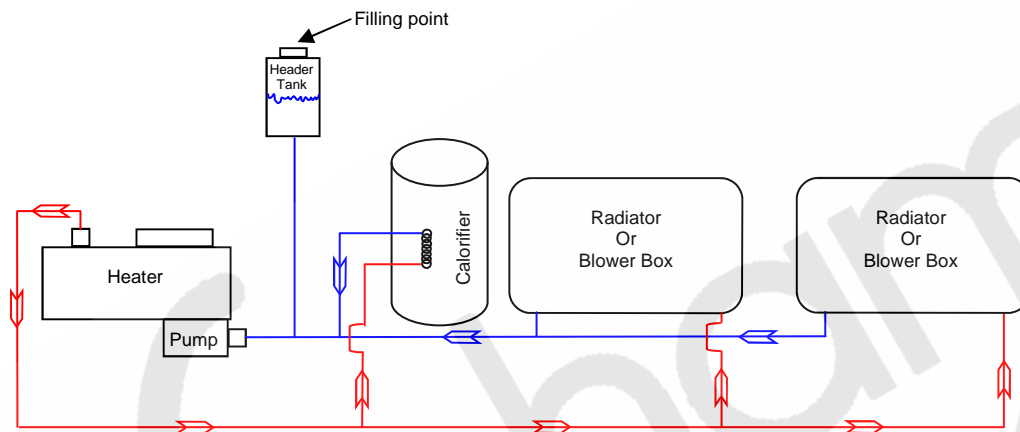 Filling point
Header
Tank
Heater
Pump
Calorifier
Radiator
Or
Blower Box
Radiator
Or
Blower Box